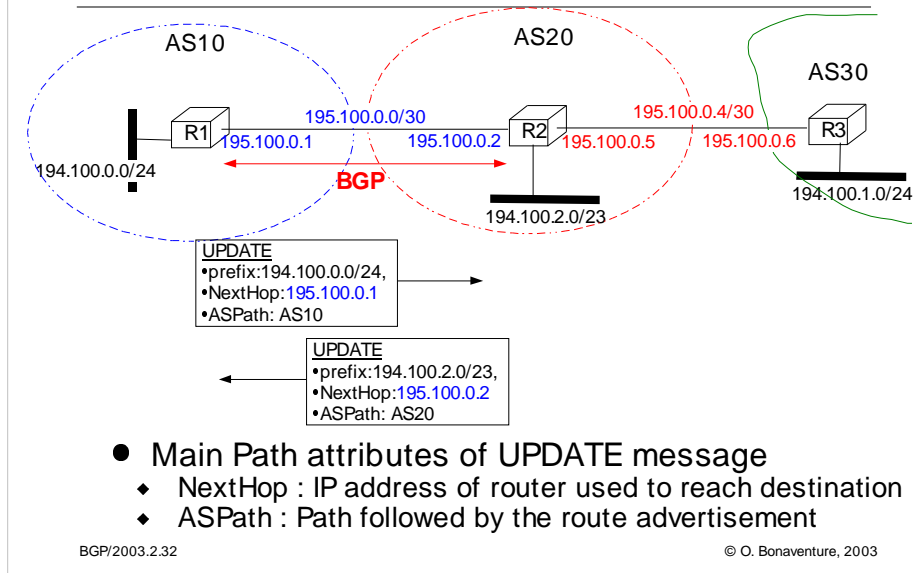 AS10
AS20
AS30
195.100.0.0/30
195.100.0.4/30
R1
R2
R3
195.100.0.1
195.100.0.2
195.100.0.5
195.100.0.6
194.100.0.0/24
BGP
194.100.2.0/23
194.100.1.0/24
UPDATE
•prefix:194.100.0.0/24,
•NextHop:195.100.0.1
•ASPath: AS10
UPDATE
•prefix:194.100.2.0/23,
•NextHop:195.100.0.2
•ASPath: AS20
● Main Path attributes of UPDATE message
◆ NextHop : IP address of router used to reach destination
◆ ASPath : Path followed by the route advertisement
BGP/2003.2.32
© O. Bonaventure, 2003